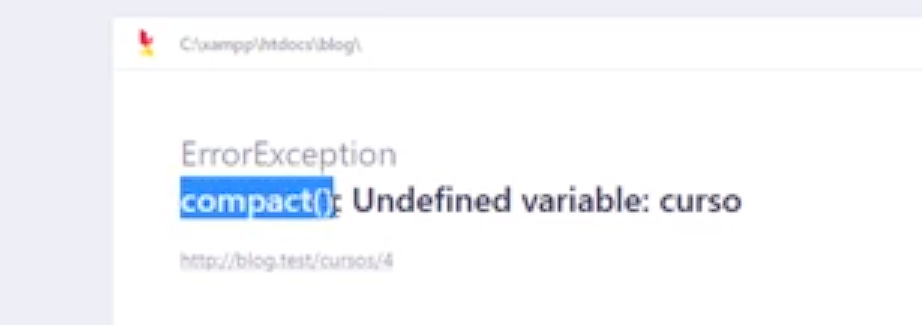 C:\xampp\htdocs\blog\
ErrorException
compact(): Undefined variable: curso
http://blog.test/cursos/4